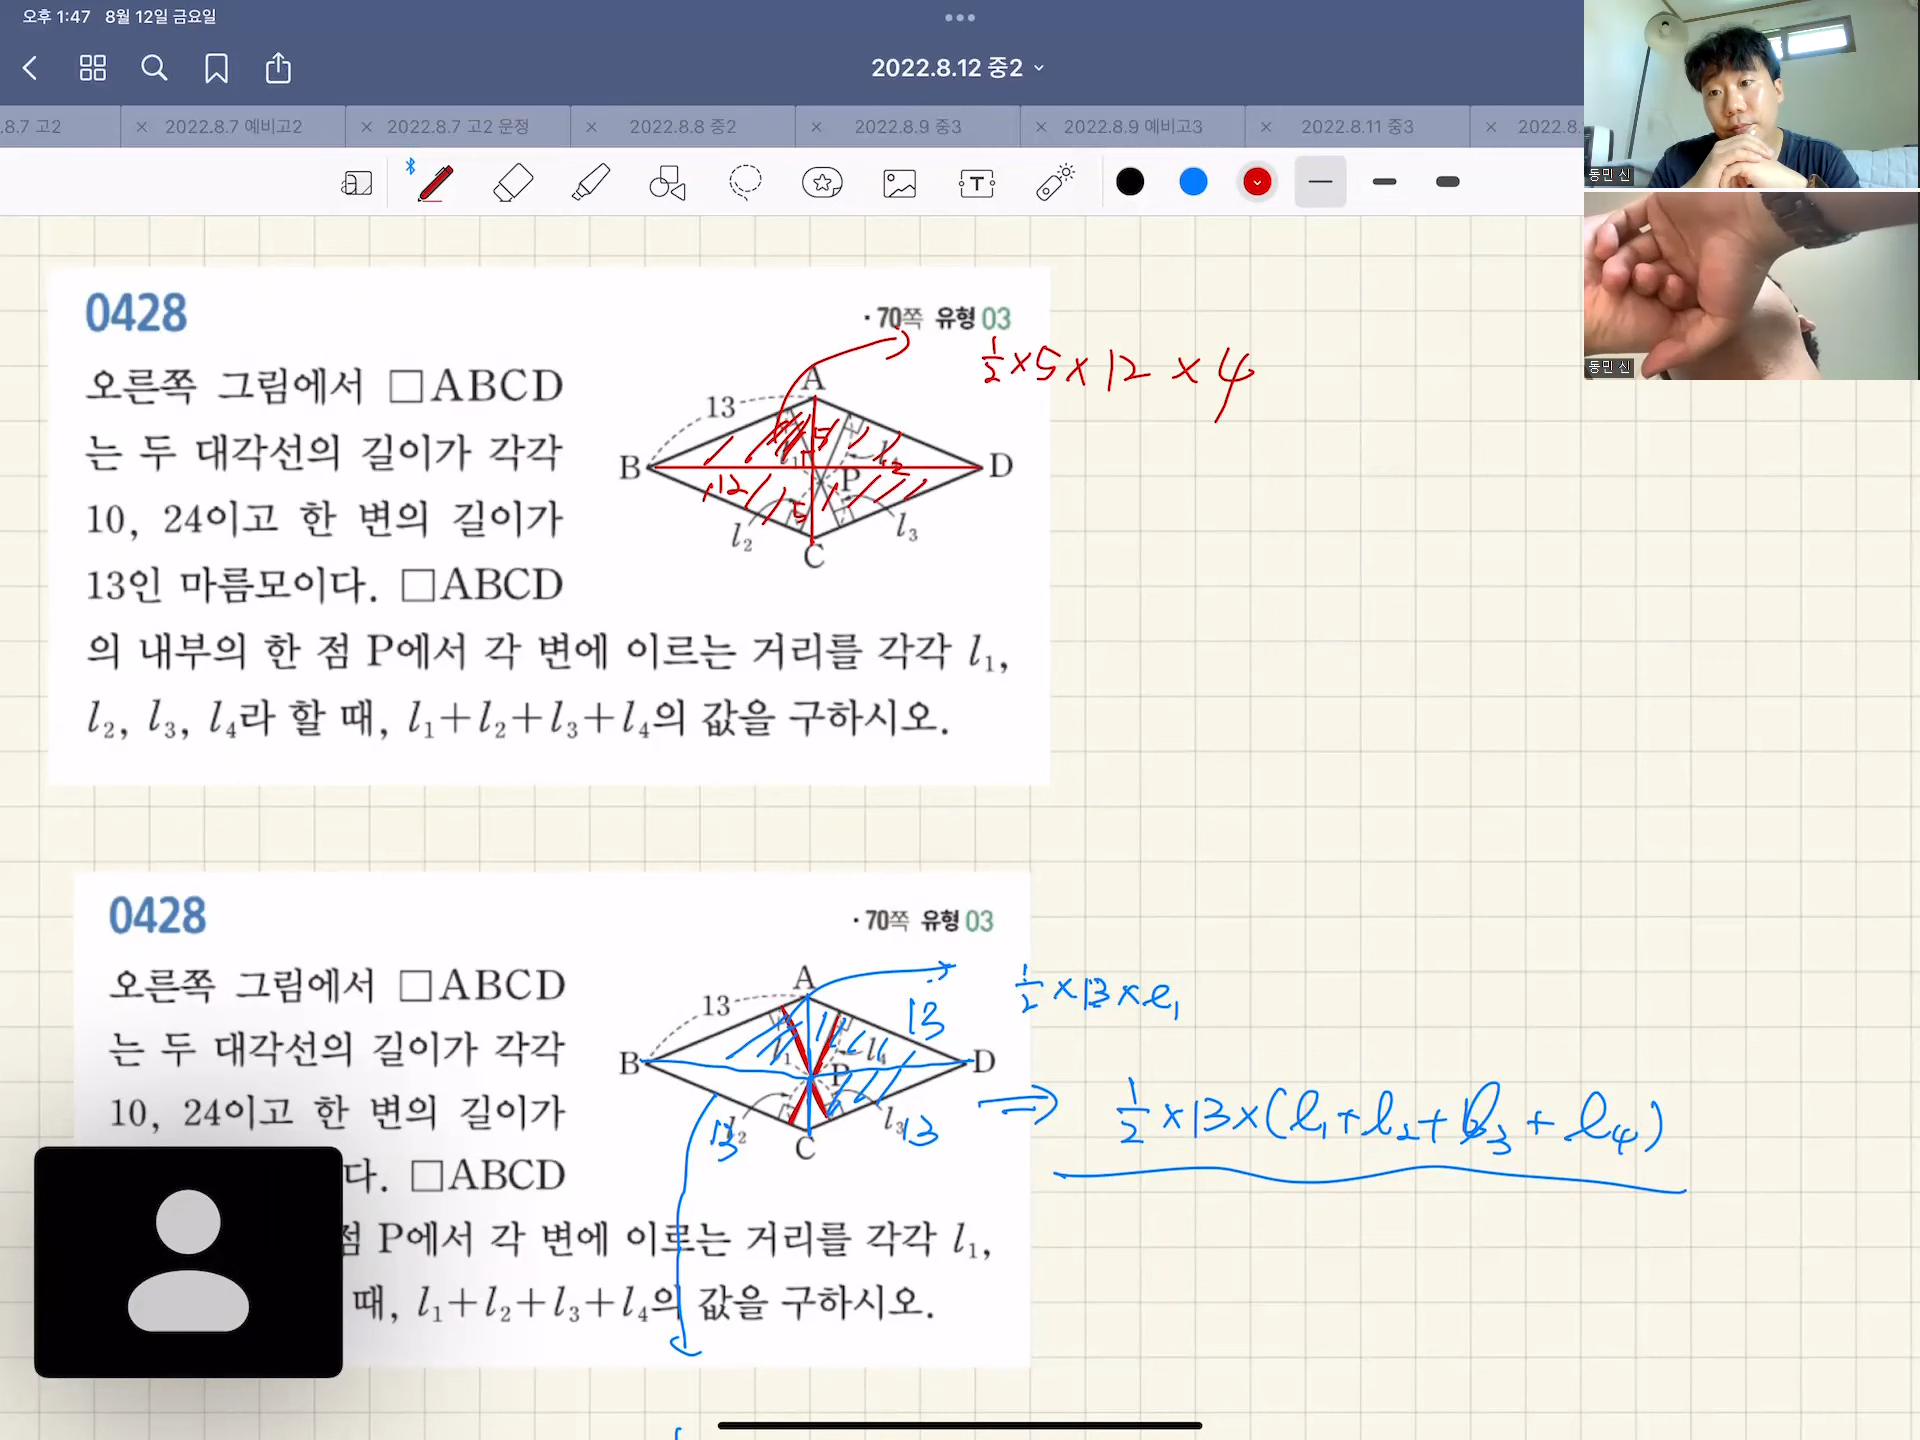 오후 1:47 8월 12일 금요일
2022.8.12 중2
.8.7 고2
2022.8.7 예비고2
2022.8.7 고2 운정
2022.8.8 중2
2022.8.9 중3
2022.8.9 예비고3
2022.8.11 중3
2022.8.
동민 신
동민 신
0428
· 70쪽 유형 03
오른쪽 그림에서 □ABCD
는 두 대각선의 길이가 각각
10, 24이고 한 변의 길이가
13인 마름모이다. □ABCD
의 내부의 한 점 P에서 각 변에 이르는 거리를 각각 l₁,
l₂, l₃, l₄라 할 때, l₁+l₂+l₃+l₄의 값을 구하시오.
A
13
B
D
P
l₂
l₃
C
5
12
5
½×5×12×4
0428
· 70쪽 유형 03
오른쪽 그림에서 □ABCD
는 두 대각선의 길이가 각각
10, 24이고 한 변의 길이가
다. □ABCD
점 P에서 각 변에 이르는 거리를 각각 l₁,
때, l₁+l₂+l₃+l₄의 값을 구하시오.
A
13
13
B
l₁
l₄
D
P
l₃
13
13
C
½×13×l₁
⇒ ½×13×(l₁+l₂+l₃+l₄)